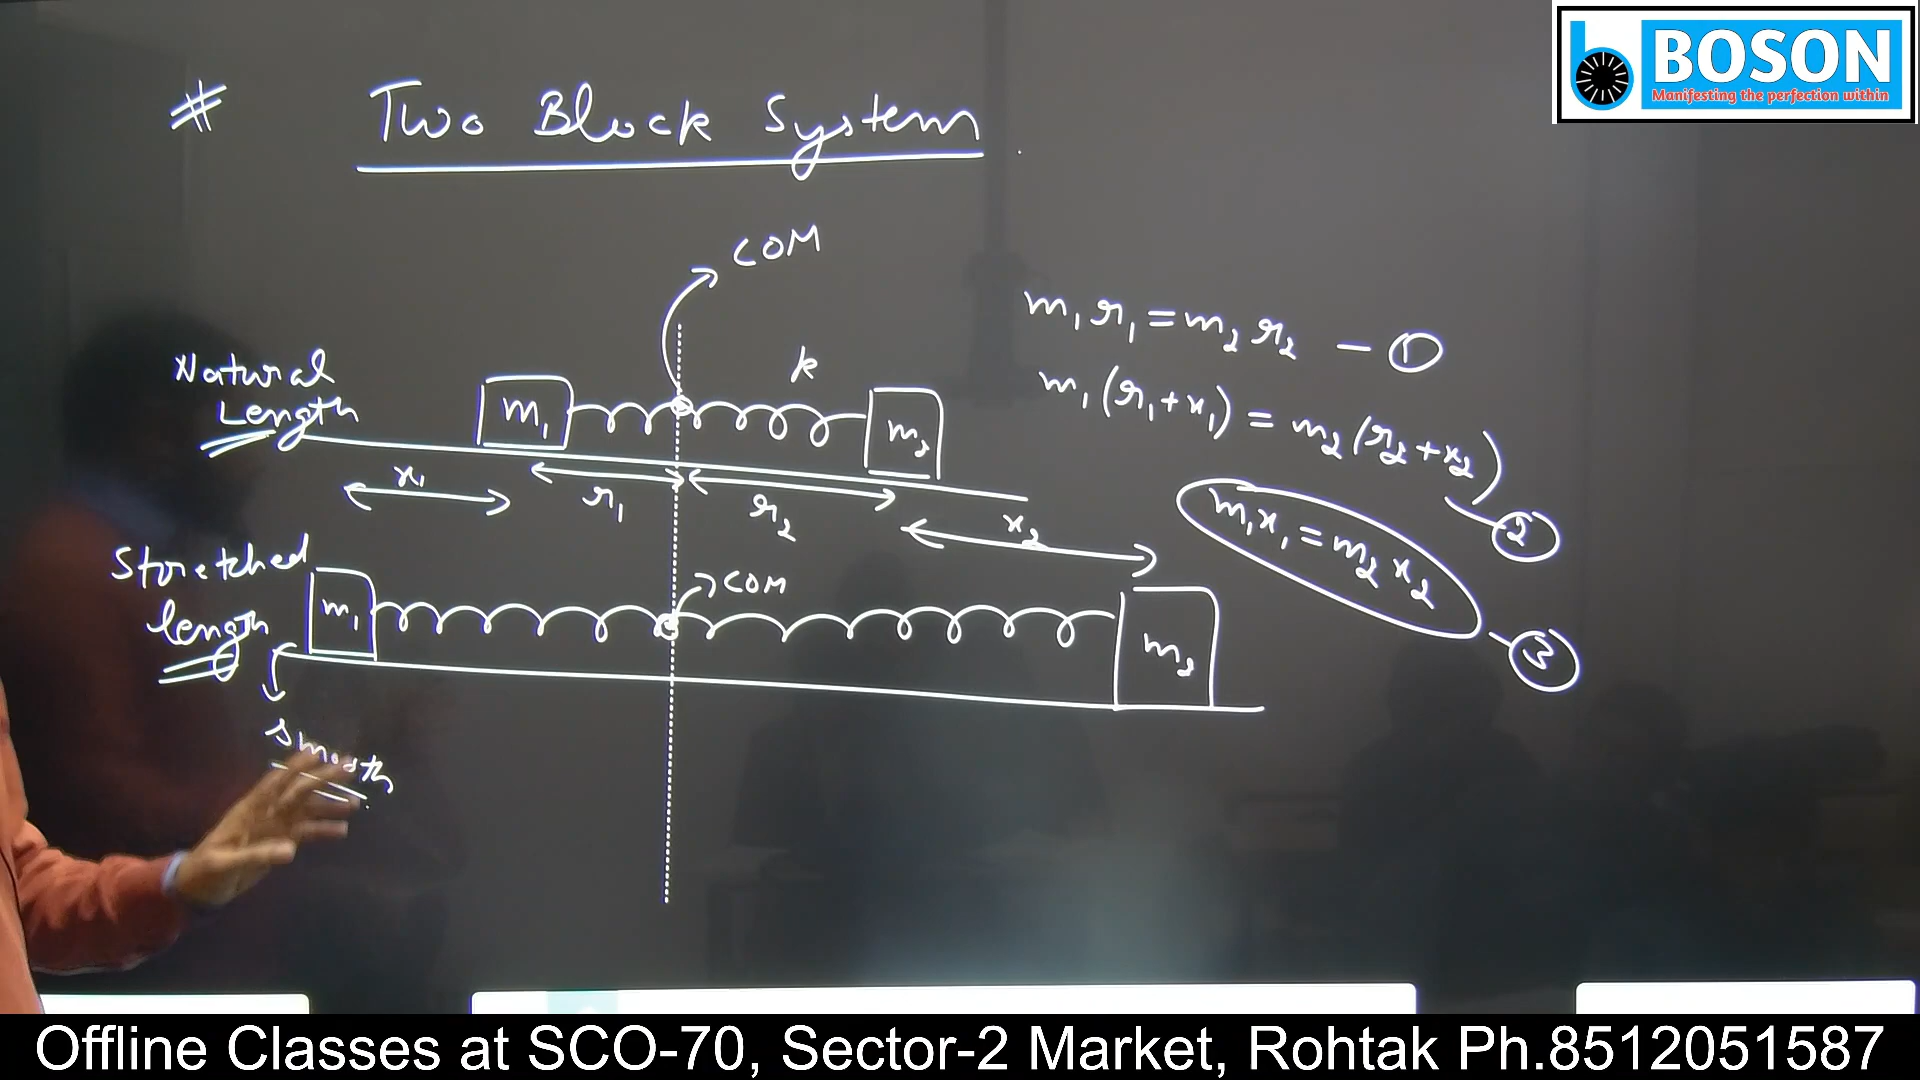 BOSON
Manifesting the perfection within
# Two Block System
COM
m₁r₁ = m₂r₂ — ①
Natural
Length
m₁
k
m₂
m₁(r₁+x₁) = m₂(r₂+x₂)
②
x₁
r₁
r₂
x₂
m₁x₁ = m₂x₂
③
Stretched
length
m₁
COM
m₂
smooth
Offline Classes at SCO-70, Sector-2 Market, Rohtak Ph.8512051587